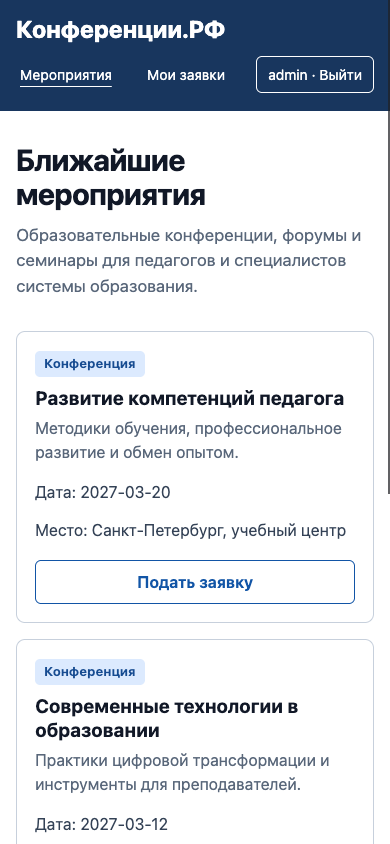 Конференции.РФ
Мероприятия
Мои заявки
admin · Выйти
Ближайшие
мероприятия
Образовательные конференции, форумы и
семинары для педагогов и специалистов
системы образования.
Конференция
Развитие компетенций педагога
Методики обучения, профессиональное
развитие и обмен опытом.
Дата: 2027-03-20
Место: Санкт-Петербург, учебный центр
Подать заявку
Конференция
Современные технологии в
образовании
Практики цифровой трансформации и
инструменты для преподавателей.
Дата: 2027-03-12